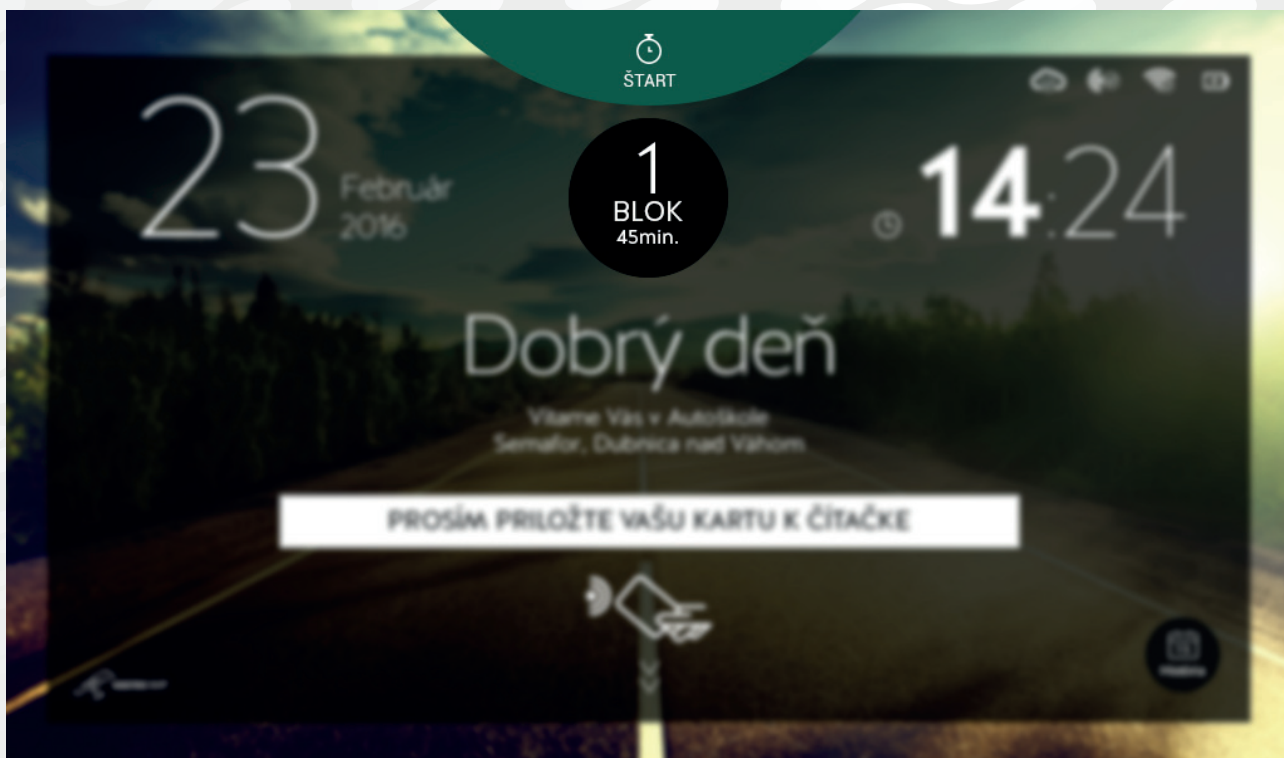 ŠTART
23
Február
2016
1
BLOK
45min.
14:24
Dobrý deň
Vítame Vás v Autoškole
Semafor, Dubnica nad Váhom
PROSÍM PRILOŽTE VAŠU KARTU K ČÍTAČKE